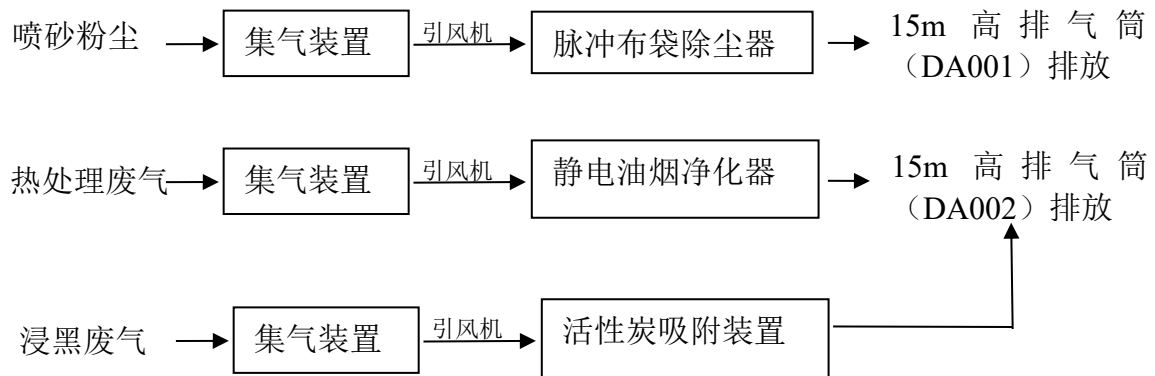 喷砂粉尘
集气装置
引风机
脉冲布袋除尘器
15m 高排气筒
（DA001）排放
热处理废气
集气装置
引风机
静电油烟净化器
15m 高排气筒
（DA002）排放
浸黑废气
集气装置
引风机
活性炭吸附装置